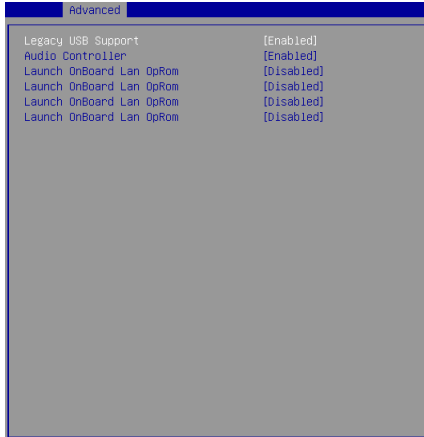 Advanced
Legacy USB Support [Enabled]
Audio Controller [Enabled]
Launch OnBoard Lan OpRom [Disabled]
Launch OnBoard Lan OpRom [Disabled]
Launch OnBoard Lan OpRom [Disabled]
Launch OnBoard Lan OpRom [Disabled]